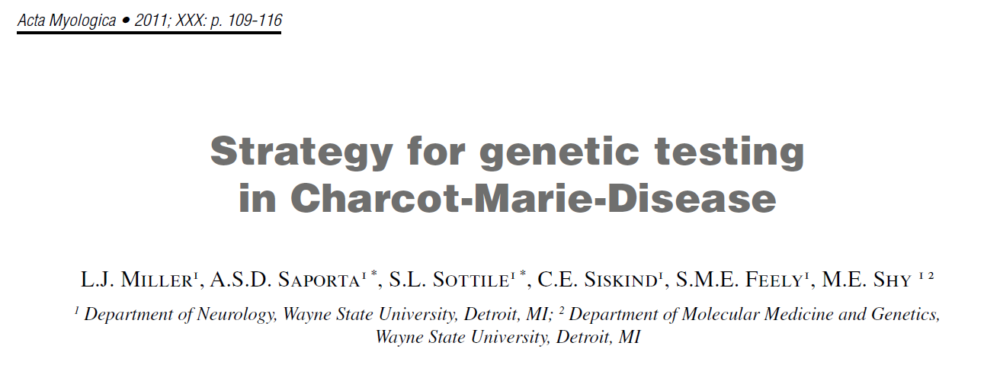 Acta Myologica • 2011; XXX: p. 109-116
Strategy for genetic testing
in Charcot-Marie-Disease
L.J. Miller¹, A.S.D. Saporta¹ *, S.L. Sottile¹ *, C.E. Siskind¹, S.M.E. Feely¹, M.E. Shy ¹ ²
¹ Department of Neurology, Wayne State University, Detroit, MI; ² Department of Molecular Medicine and Genetics,
Wayne State University, Detroit, MI